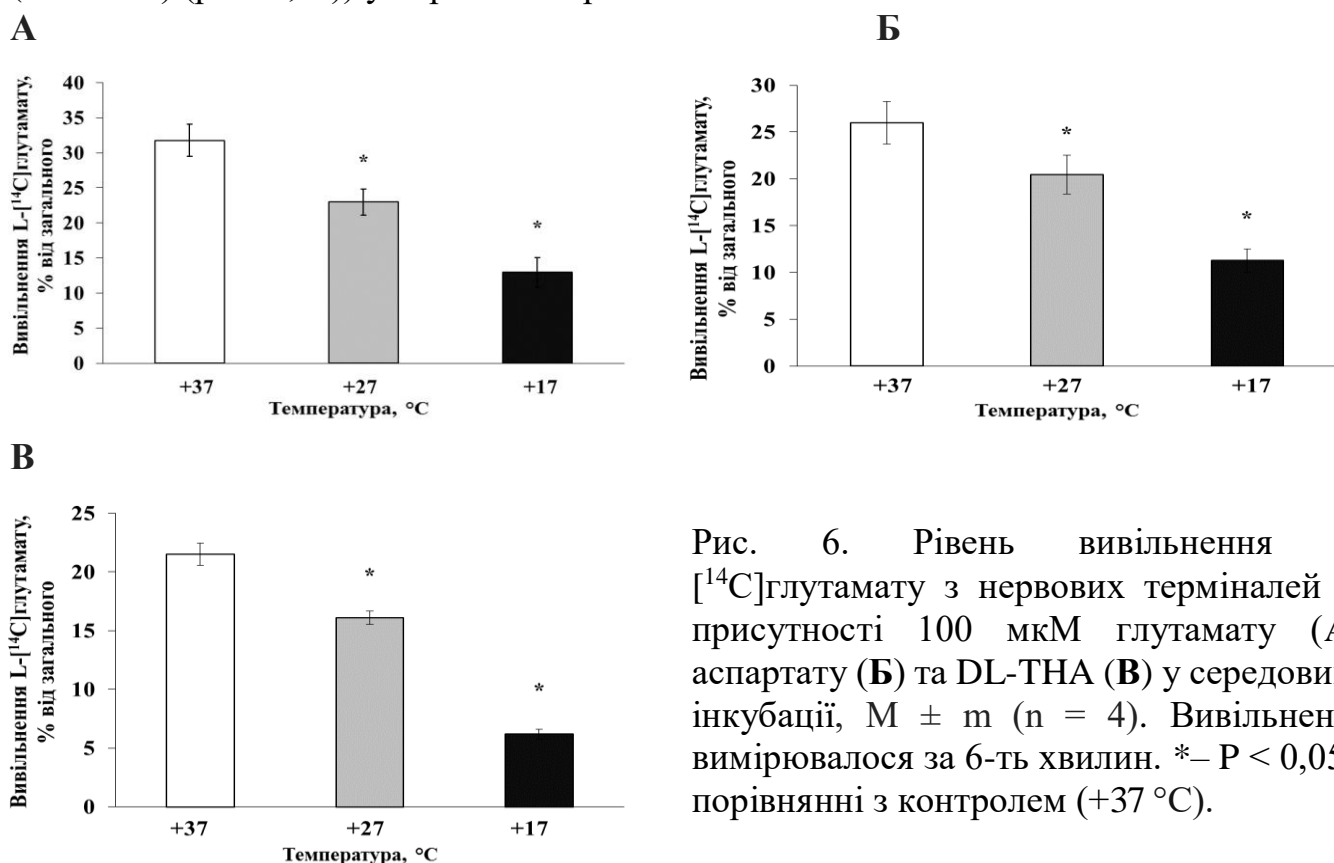 А
Вивільнення L-[¹⁴C]глутамату,
% від загального
40
35
30
25
20
15
10
5
0
*
*
+37 +27 +17
Температура, °C
Б
Вивільнення L-[¹⁴C]глутамату,
% від загального
30
25
20
15
10
5
0
*
*
+37 +27 +17
Температура, °C
В
Вивільнення L-[¹⁴C]глутамату,
% від загального
25
20
15
10
5
0
*
*
+37 +27 +17
Температура, °C
Рис. 6. Рівень вивільнення
[¹⁴C]глутамату з нервових терміналей
присутності 100 мкМ глутамату (А
аспартату (Б) та DL-THA (В) у середови
інкубації, M ± m (n = 4). Вивільнен
вимірювалося за 6-ть хвилин. *– P < 0,05
порівнянні з контролем (+37 °C).